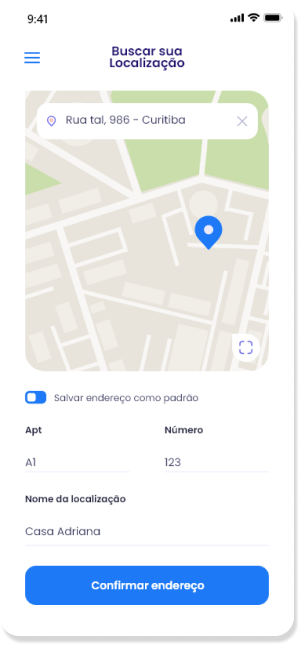 9:41
Buscar sua
Localização
Rua tal, 986 - Curitiba
Salvar endereço como padrão
Apt
Número
A1
123
Nome da localização
Casa Adriana
Confirmar endereço